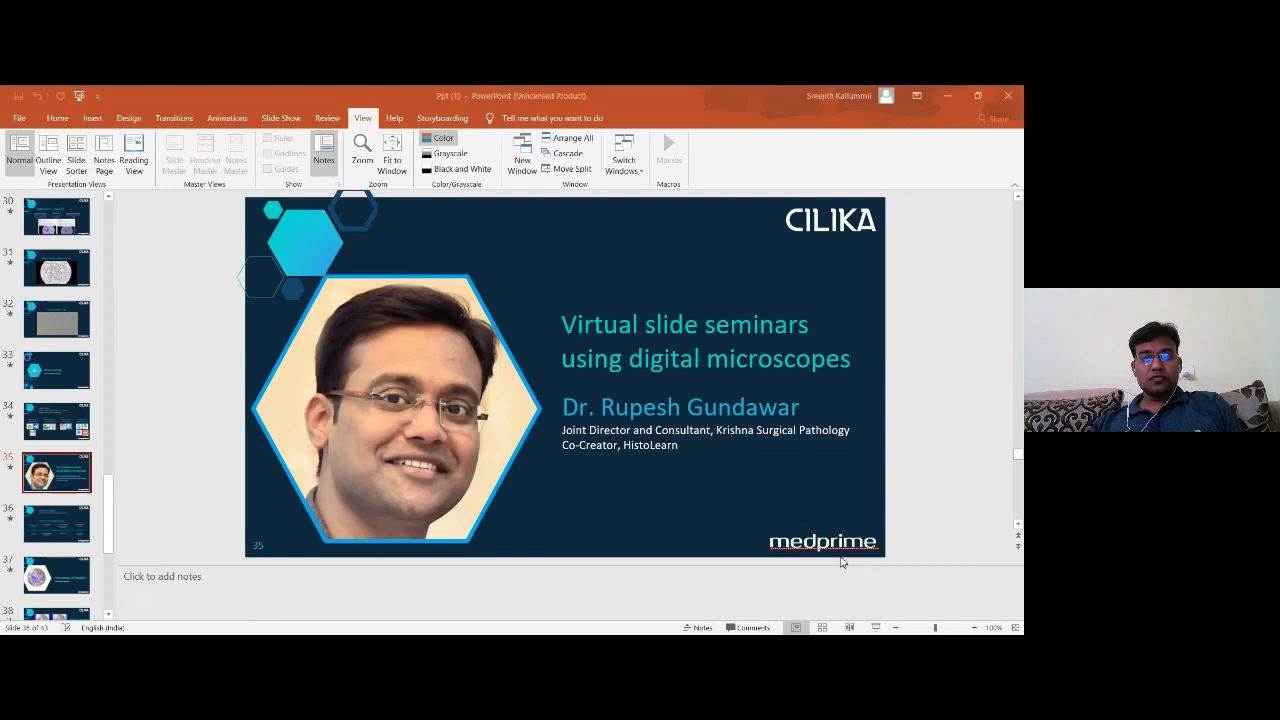 Ppt (1) - PowerPoint (Unlicensed Product)
Sreejith Kallummil
File Home Insert Design Transitions Animations Slide Show Review View Help Storyboarding Tell me what you want to do Share
Normal Outline View Slide Sorter Notes Page Reading View
Presentation Views
Slide Master Handout Master Notes Master
Master Views
Ruler
Gridlines
Guides
Show
Notes
Zoom Fit to Window
Zoom
Color
Grayscale
Black and White
Color/Grayscale
New Window
Arrange All
Cascade
Move Split
Window
Switch Windows
Macros
Macros
30
31
32
33
34
35
36
37
38
CILIKA
Virtual slide seminars
using digital microscopes
Dr. Rupesh Gundawar
Joint Director and Consultant, Krishna Surgical Pathology
Co-Creator, HistoLearn
35
medprime
Click to add notes
Slide 35 of 43 English (India) Notes Comments 100%